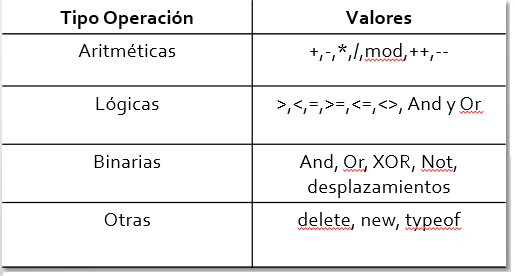 Tipo Operación Valores
Aritméticas +,-,*,/,mod,++,--
Lógicas >,<,=,>=,<=,<>, And y Or
Binarias And, Or, XOR, Not,
desplazamientos
Otras delete, new, typeof